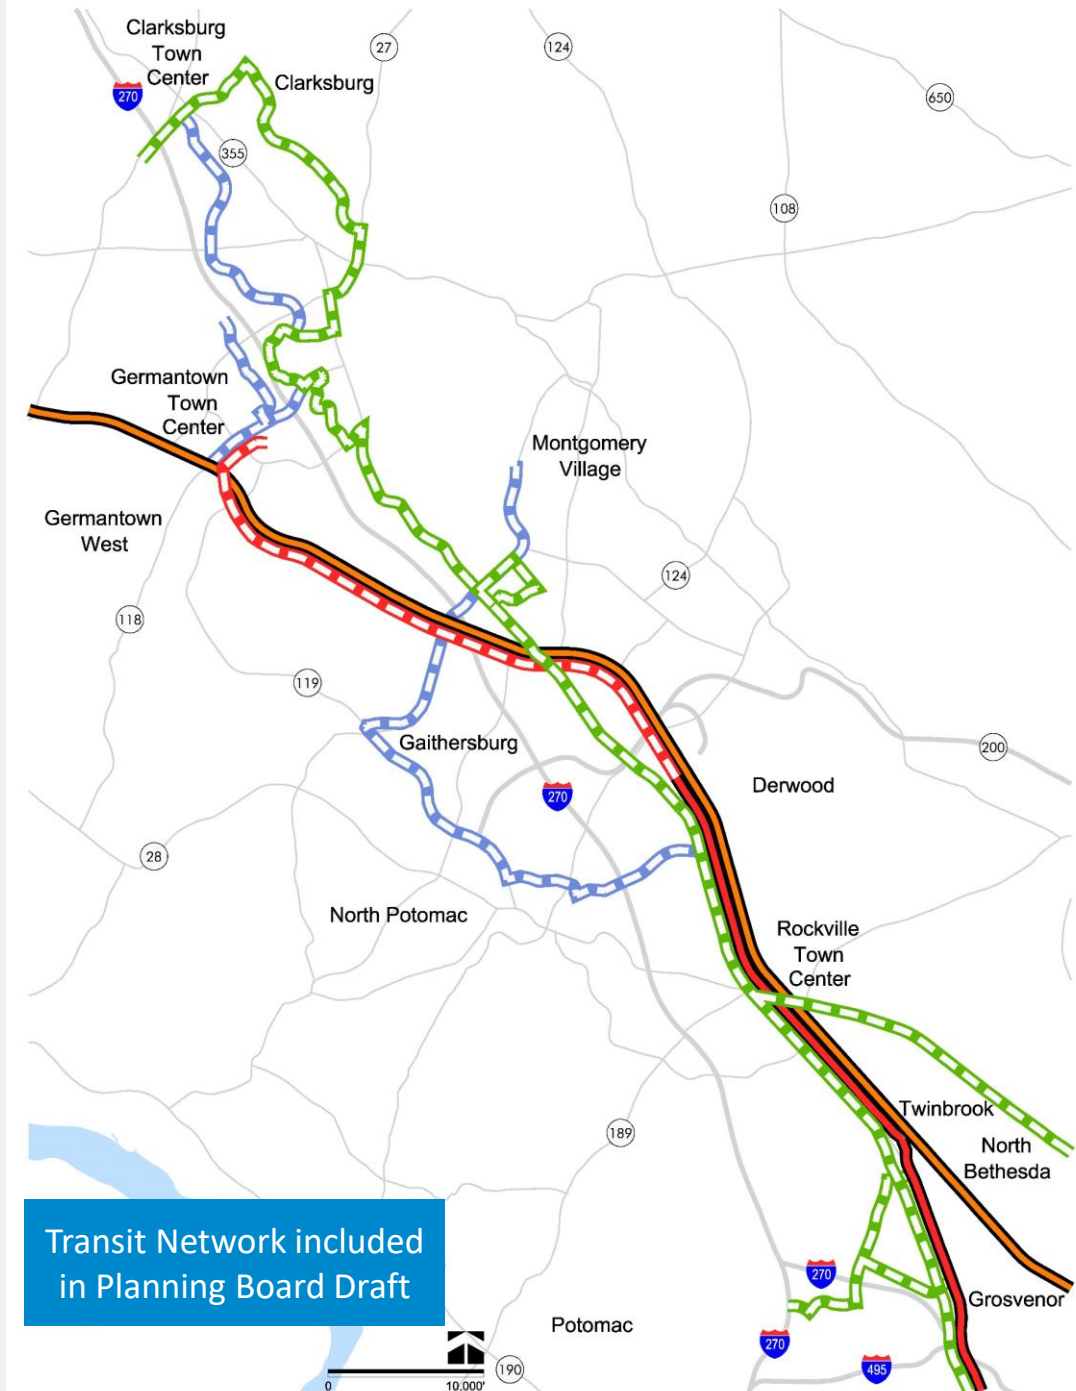 Clarksburg
Town
Center
27
124
Clarksburg
270
650
355
108
Germantown
Town
Center
Montgomery
Village
Germantown
West
124
118
119
Gaithersburg
200
Derwood
270
28
North Potomac
Rockville
Town
Center
Twinbrook
189
North
Bethesda
Transit Network included
in Planning Board Draft
270
Grosvenor
Potomac
270
495
190
0
10,000'